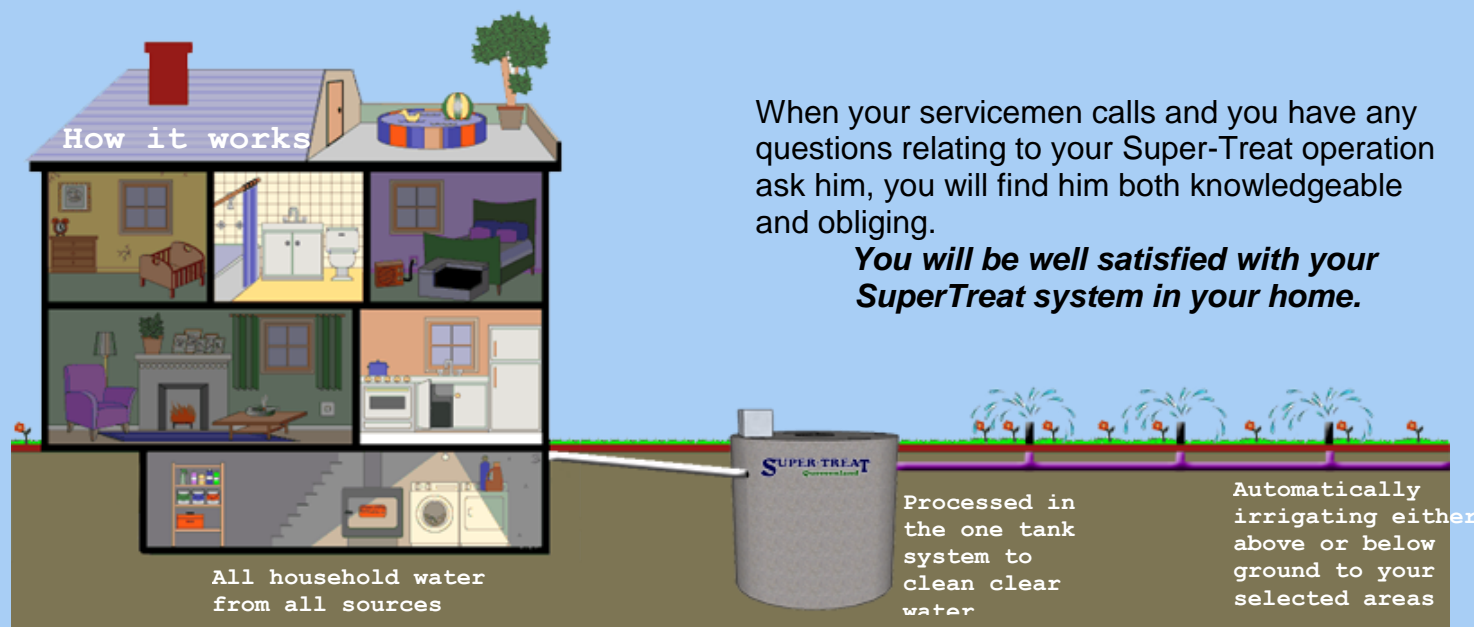 How it works
When your servicemen calls and you have any
questions relating to your Super-Treat operation
ask him, you will find him both knowledgeable
and obliging.
You will be well satisfied with your
SuperTreat system in your home.
SUPER-TREAT
Queensland
All household water
from all sources
Processed in
the one tank
system to
clean clear
water
Automatically
irrigating either
above or below
ground to your
selected areas